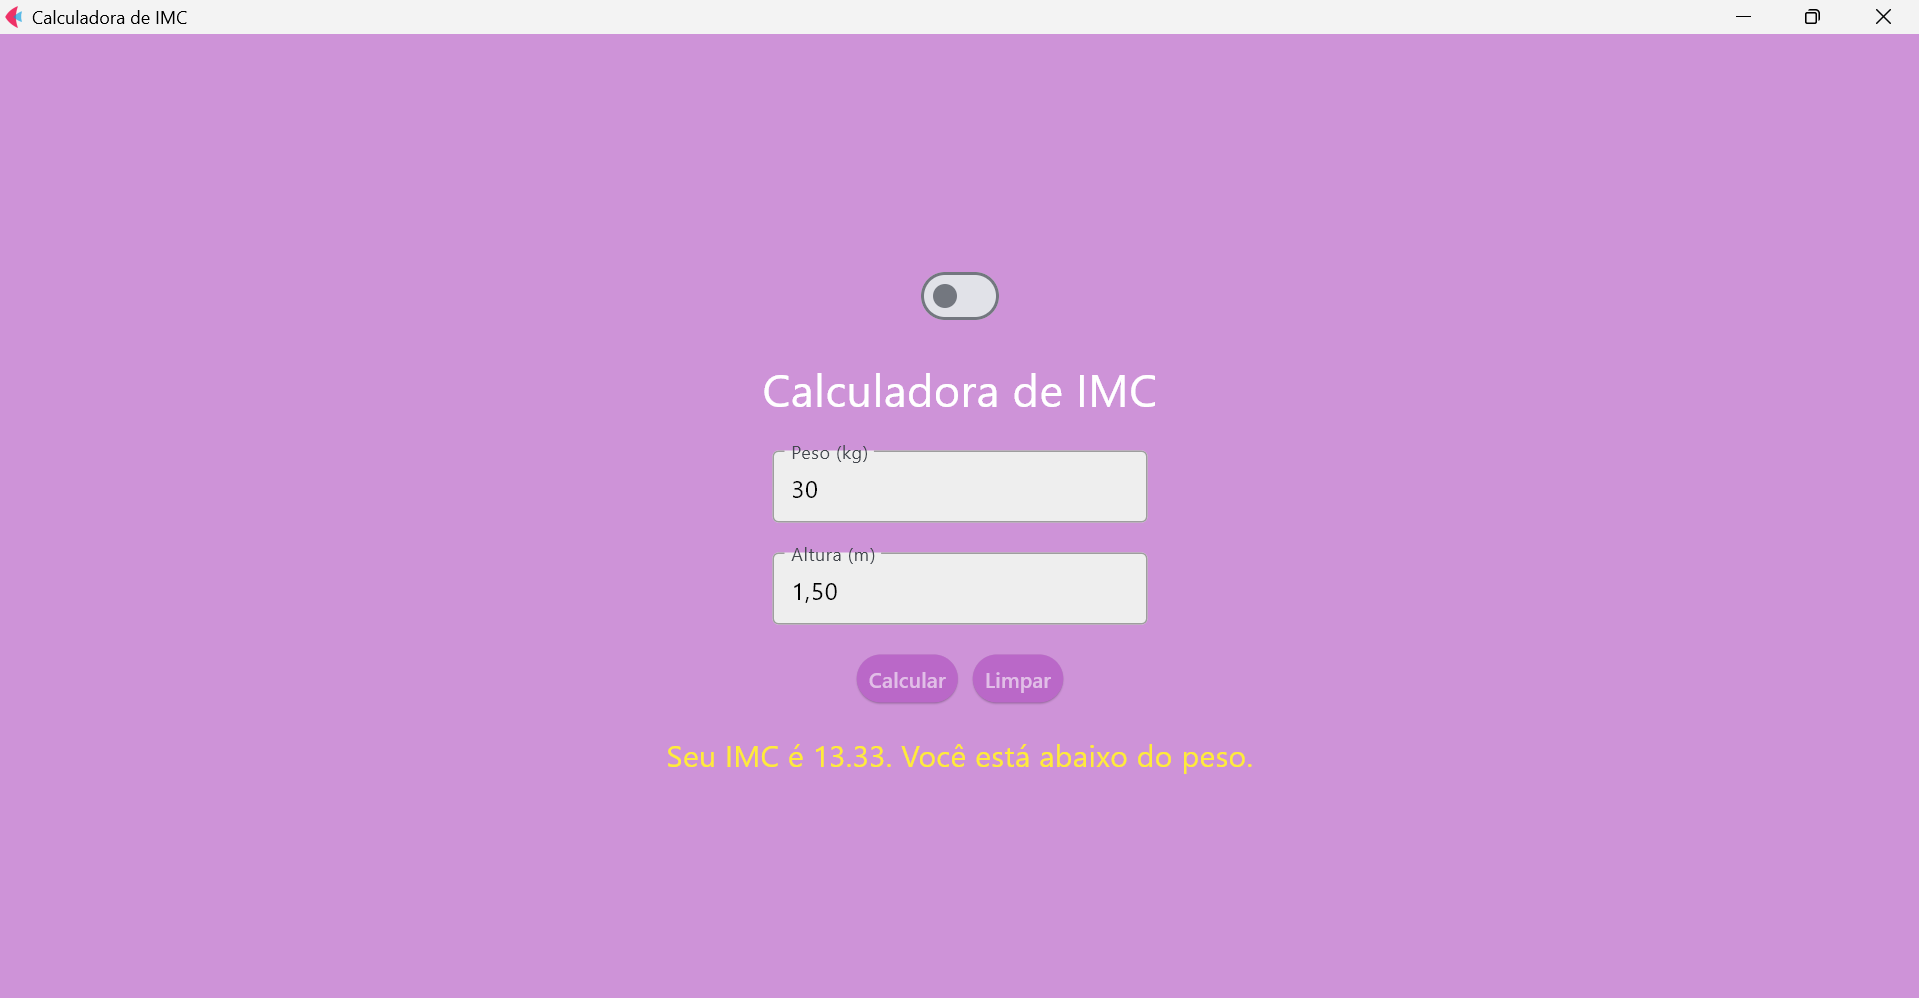 Calculadora de IMC
Calculadora de IMC
Peso (kg)
30
Altura (m)
1,50
Calcular Limpar
Seu IMC é 13.33. Você está abaixo do peso.